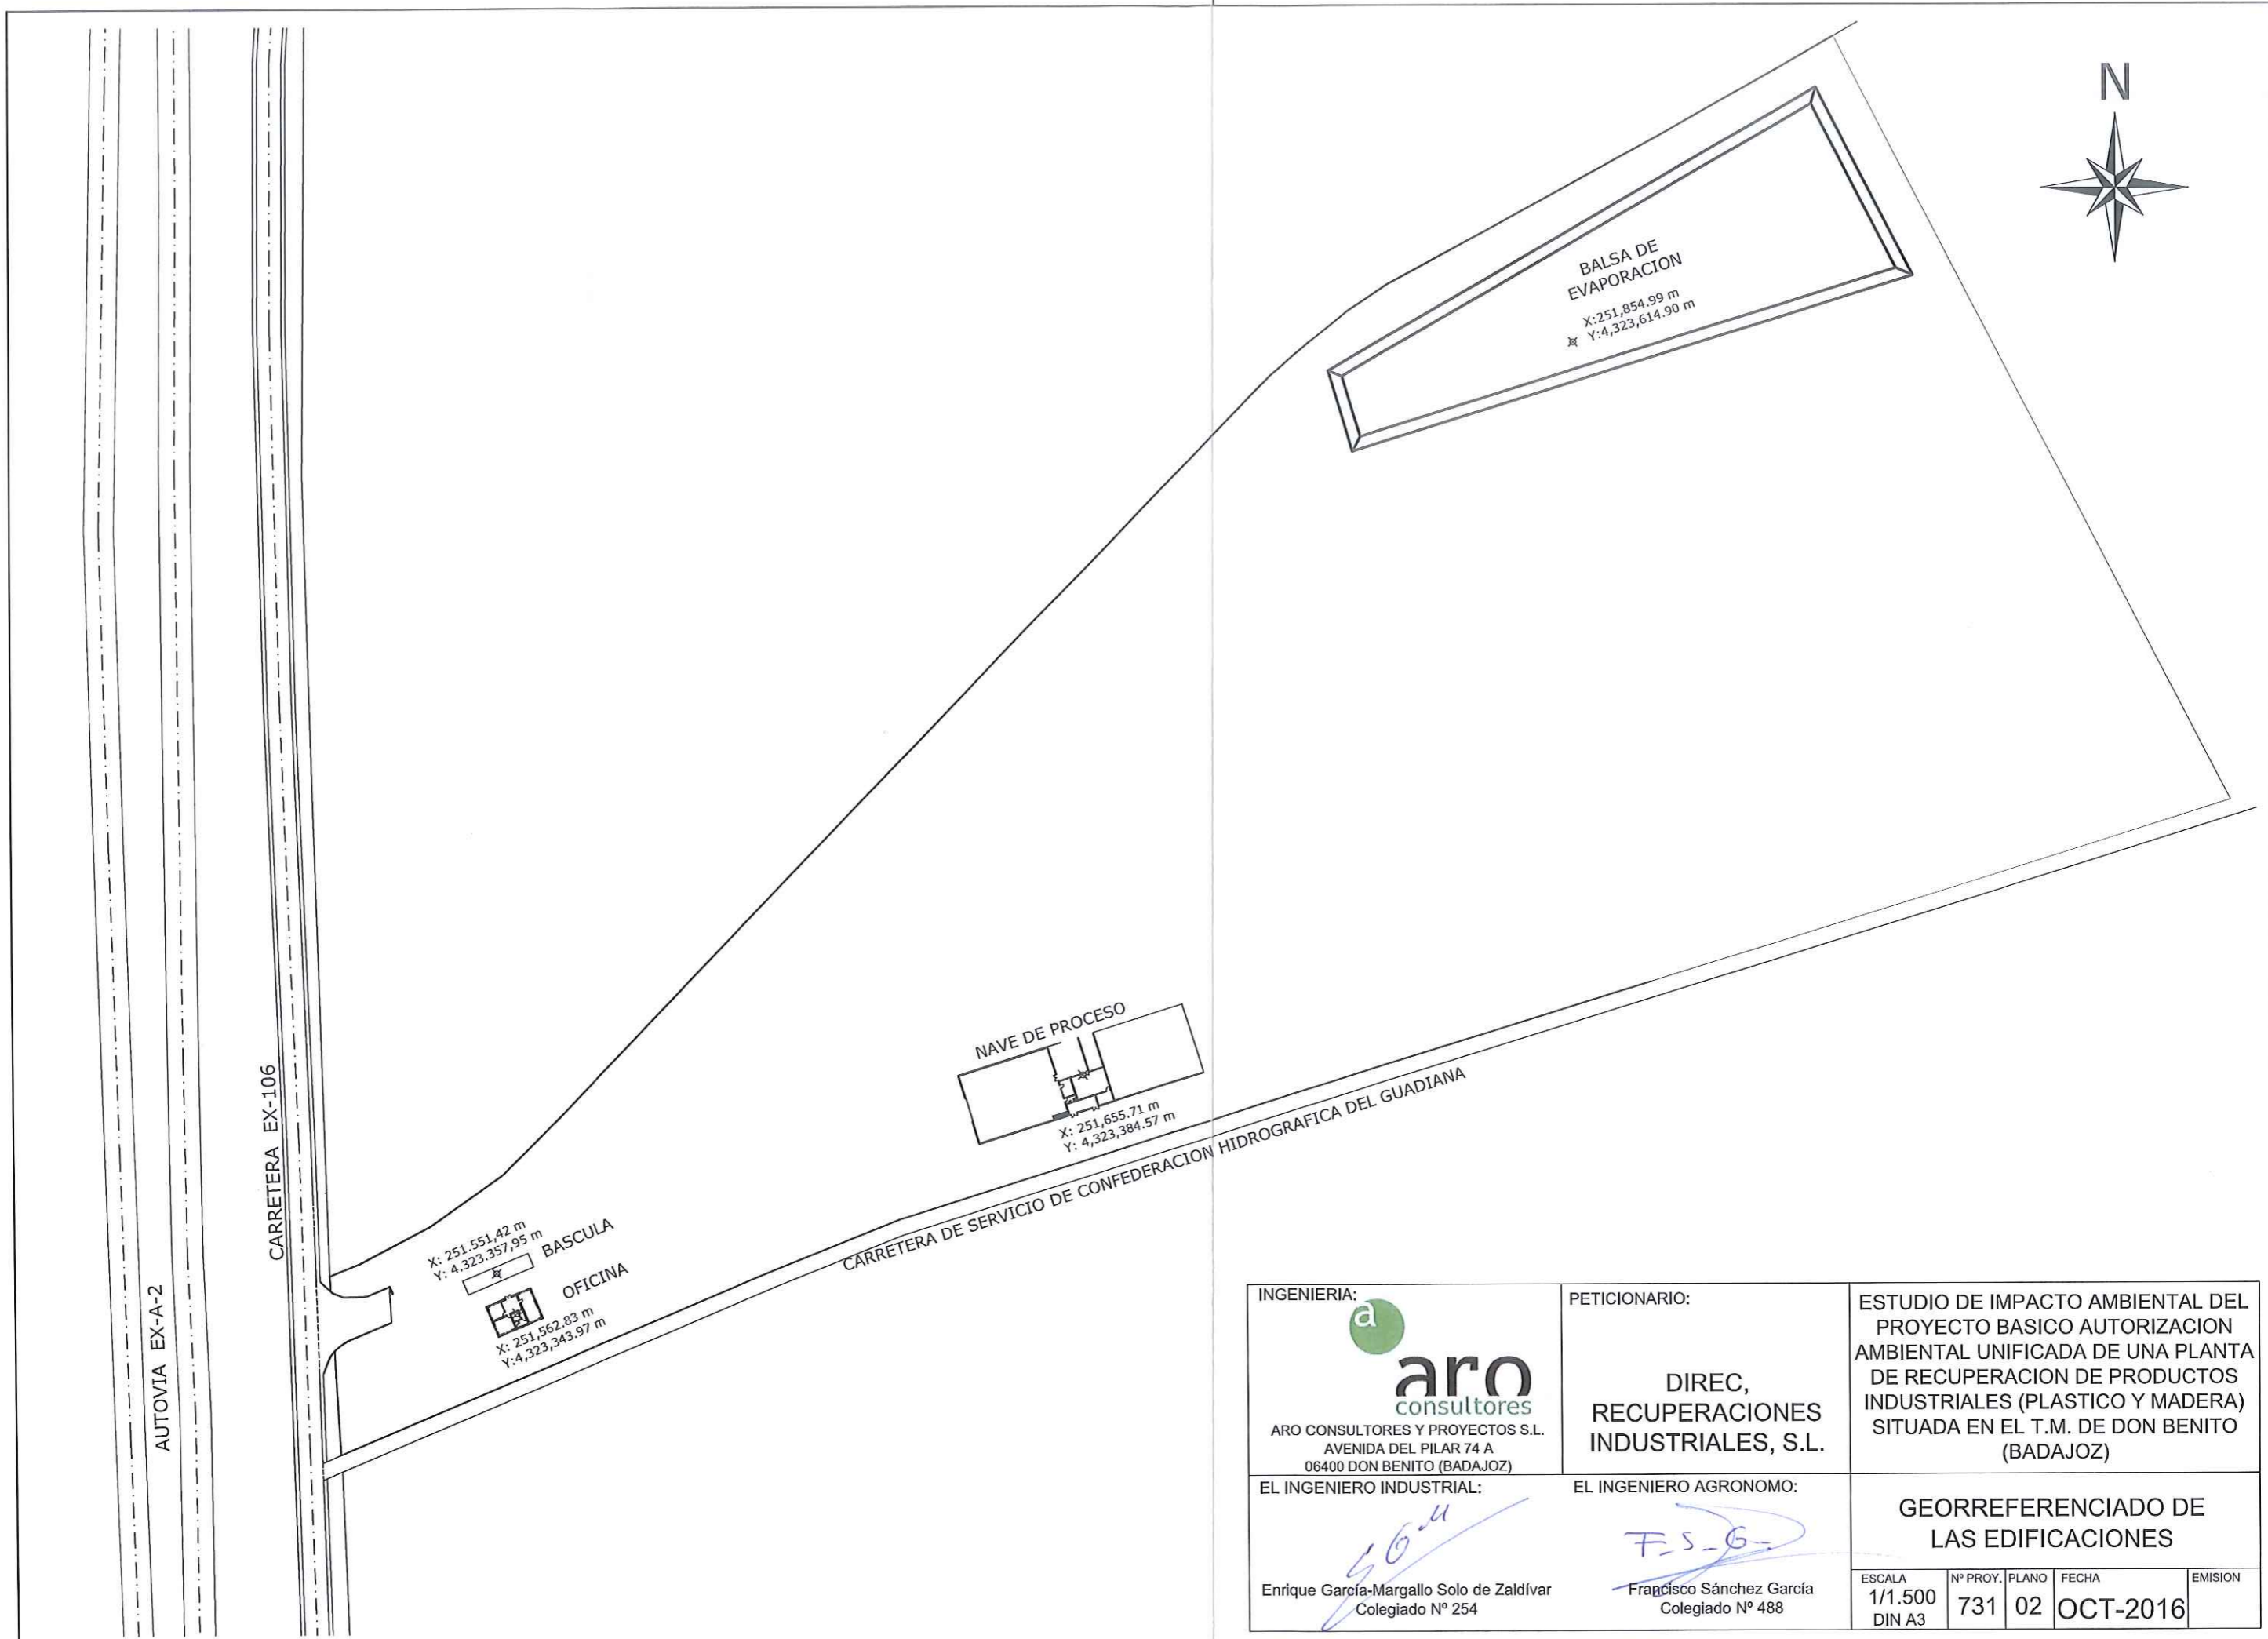 N
BALSA DE
EVAPORACION
X:251,854.99 m
Y:4,323,614.90 m
NAVE DE PROCESO
X: 251,655.71 m
Y: 4,323,384.57 m
CARRETERA DE SERVICIO DE CONFEDERACION HIDROGRAFICA DEL GUADIANA
CARRETERA EX-106
AUTOVIA EX-A-2
X: 251.551,42 m
Y: 4.323.357,95 m
BASCULA
OFICINA
X: 251,562.83 m
Y:4,323,343.97 m
INGENIERIA:
a
aro
consultores
ARO CONSULTORES Y PROYECTOS S.L.
AVENIDA DEL PILAR 74 A
06400 DON BENITO (BADAJOZ)
PETICIONARIO:
DIREC,
RECUPERACIONES
INDUSTRIALES, S.L.
ESTUDIO DE IMPACTO AMBIENTAL DEL
PROYECTO BASICO AUTORIZACION
AMBIENTAL UNIFICADA DE UNA PLANTA
DE RECUPERACION DE PRODUCTOS
INDUSTRIALES (PLASTICO Y MADERA)
SITUADA EN EL T.M. DE DON BENITO
(BADAJOZ)
EL INGENIERO INDUSTRIAL:
Enrique García-Margallo Solo de Zaldívar
Colegiado Nº 254
EL INGENIERO AGRONOMO:
F-S-G-
Francisco Sánchez García
Colegiado Nº 488
GEORREFERENCIADO DE
LAS EDIFICACIONES
ESCALA
1/1.500
DIN A3
Nº PROY.
731
PLANO
02
FECHA
OCT-2016
EMISION